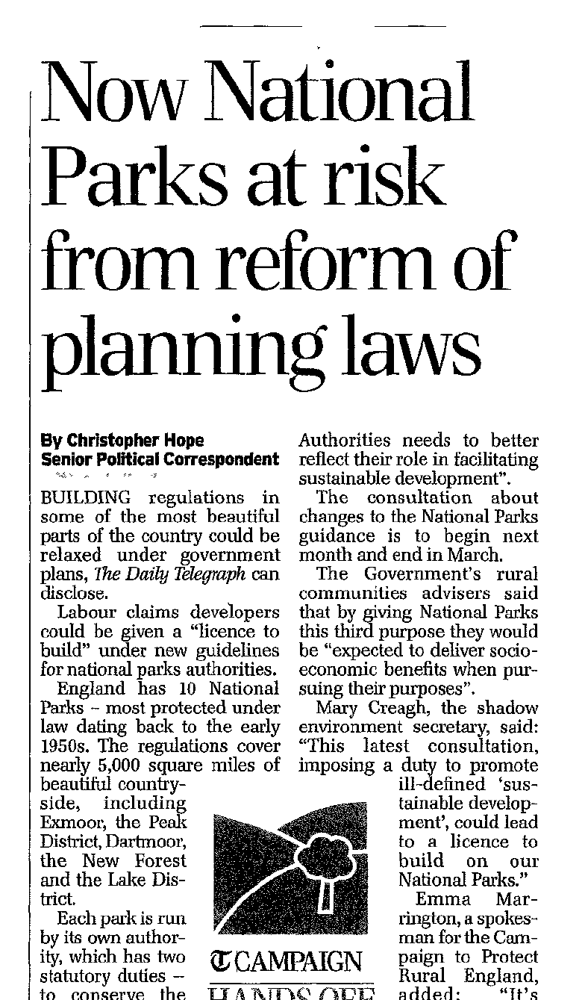 Now National
Parks at risk
from reform of
planning laws
By Christopher Hope
Senior Political Correspondent
BUILDING regulations in
some of the most beautiful
parts of the country could be
relaxed under government
plans, The Daily Telegraph can
disclose.
Labour claims developers
could be given a “licence to
build” under new guidelines
for national parks authorities.
England has 10 National
Parks – most protected under
law dating back to the early
1950s. The regulations cover
nearly 5,000 square miles of
beautiful country-
side, including
Exmoor, the Peak
District, Dartmoor,
the New Forest
and the Lake Dis-
trict.
Each park is run
by its own author-
ity, which has two
statutory duties –
to conserve the
Authorities needs to better
reflect their role in facilitating
sustainable development”.
The consultation about
changes to the National Parks
guidance is to begin next
month and end in March.
The Government’s rural
communities advisers said
that by giving National Parks
this third purpose they would
be “expected to deliver socio-
economic benefits when pur-
suing their purposes”.
Mary Creagh, the shadow
environment secretary, said:
“This latest consultation,
imposing a duty to promote
ill-defined ‘sus-
tainable develop-
ment’, could lead
to a licence to
build on our
National Parks.”
Emma Mar-
rington, a spokes-
man for the Cam-
paign to Protect
Rural England,
added: “It’s
T CAMPAIGN
HANDS OFF